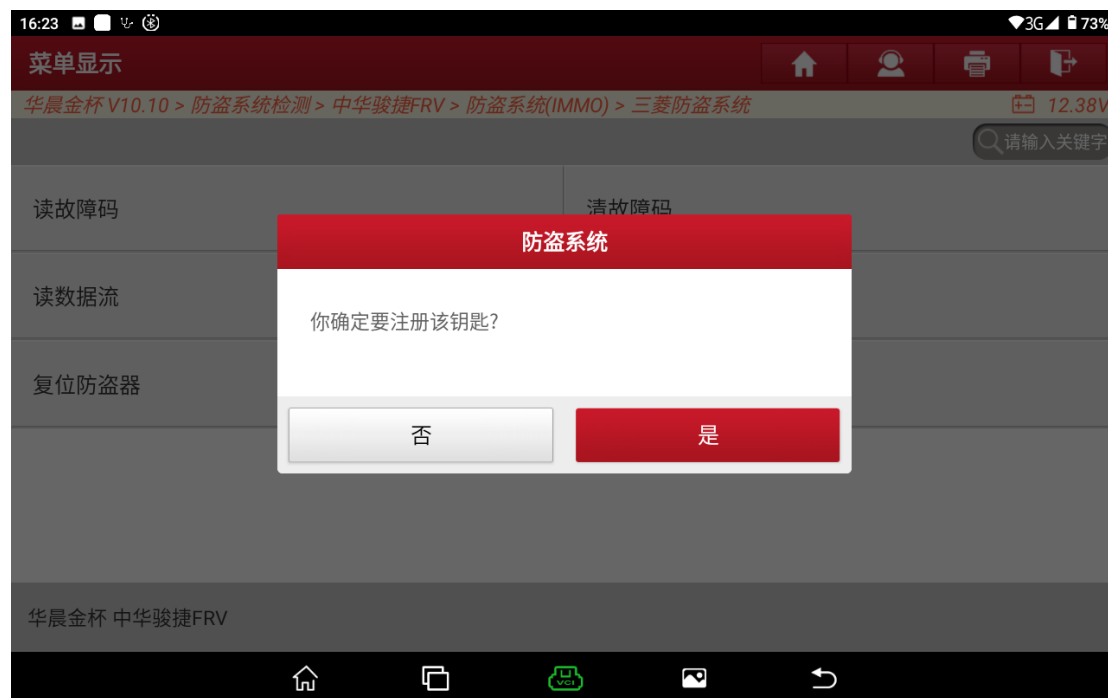 16:23
3G 73%
菜单显示
华晨金杯 V10.10 > 防盗系统检测 > 中华骏捷FRV > 防盗系统(IMMO) > 三菱防盗系统
12.38V
请输入关键字
读故障码
清故障码
防盗系统
读数据流
你确定要注册该钥匙?
复位防盗器
否
是
华晨金杯 中华骏捷FRV
VCI